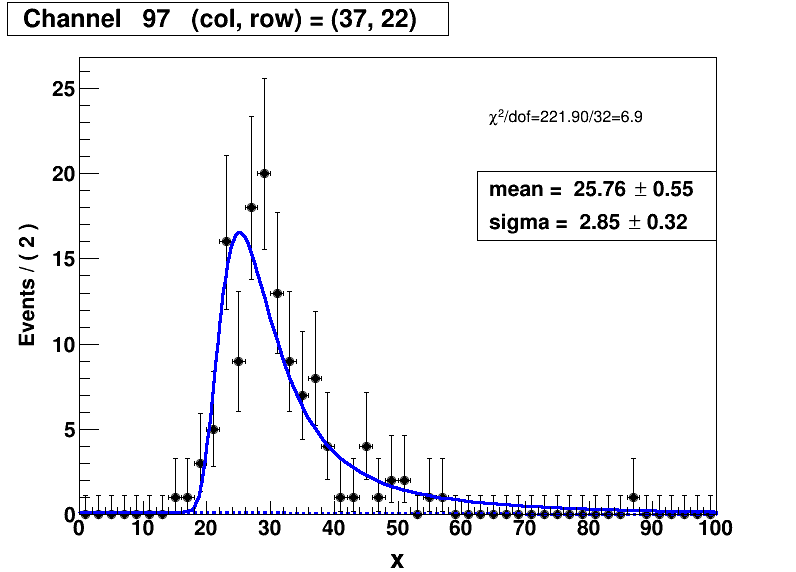 Channel 97 (col, row) = (37, 22)
χ²/dof=221.90/32=6.9
mean = 25.76 ± 0.55
sigma = 2.85 ± 0.32
Events / ( 2 )
25
20
15
10
5
0
0 10 20 30 40 50 60 70 80 90 100
x